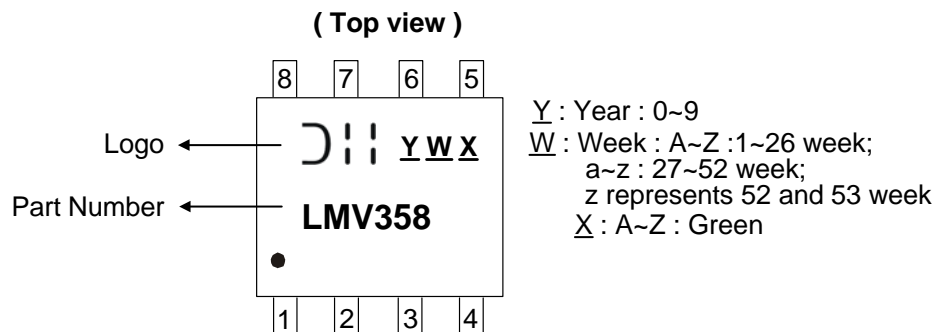 ( Top view )
8 7 6 5
Logo
Y W X
Part Number
LMV358
1 2 3 4
Y : Year : 0~9
W : Week : A~Z :1~26 week;
a~z : 27~52 week;
z represents 52 and 53 week
X : A~Z : Green